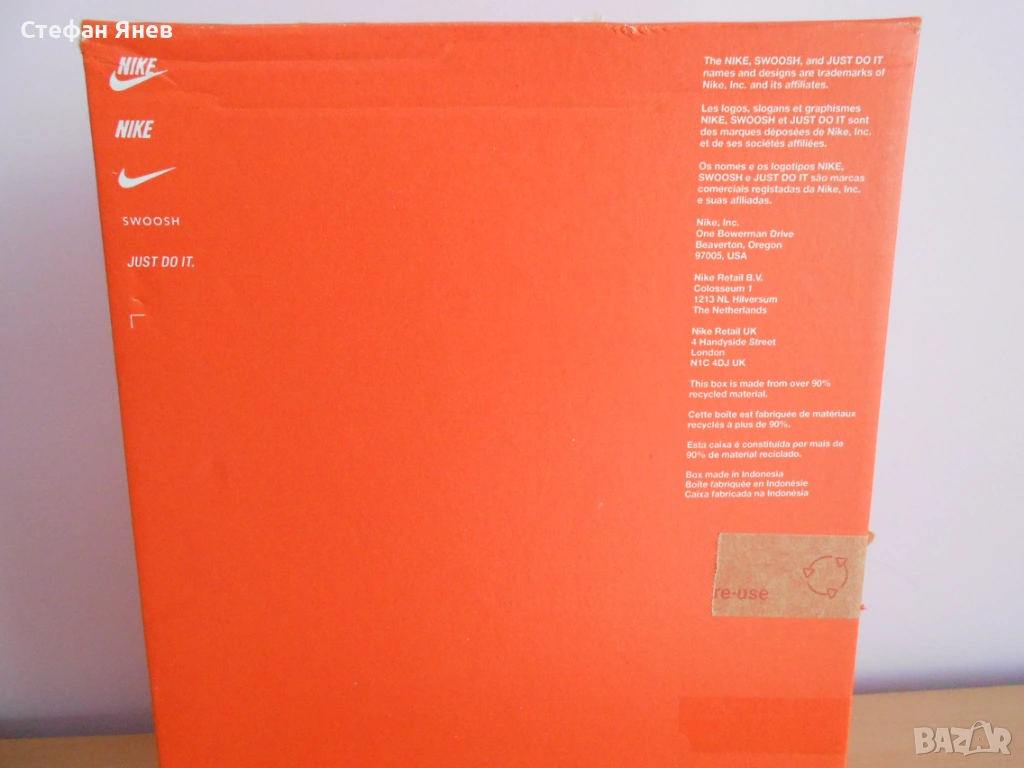 Стефан Янев
NIKE
NIKE
SWOOSH
JUST DO IT.
The NIKE, SWOOSH, and JUST DO IT
names and designs are trademarks of
Nike, Inc. and its affiliates.
Les logos, slogans et graphismes
NIKE, SWOOSH et JUST DO IT sont
des marques déposées de Nike, Inc.
et de ses sociétés affiliées.
Os nomes e os logotipos NIKE,
SWOOSH e JUST DO IT são marcas
comerciais registadas da Nike, Inc.
e suas afiliadas.
Nike, Inc.
One Bowerman Drive
Beaverton, Oregon
97005, USA
Nike Retail B.V.
Colosseum 1
1213 NL Hilversum
The Netherlands
Nike Retail UK
4 Handyside Street
London
N1C 4DJ UK
This box is made from over 90%
recycled material.
Cette boîte est fabriquée de matériaux
recyclés à plus de 90%.
Esta caixa é constituída por mais de
90% de material reciclado.
Box made in Indonesia
Boîte fabriquée en Indonésie
Caixa fabricada na Indonésia
re-use
BAZAR